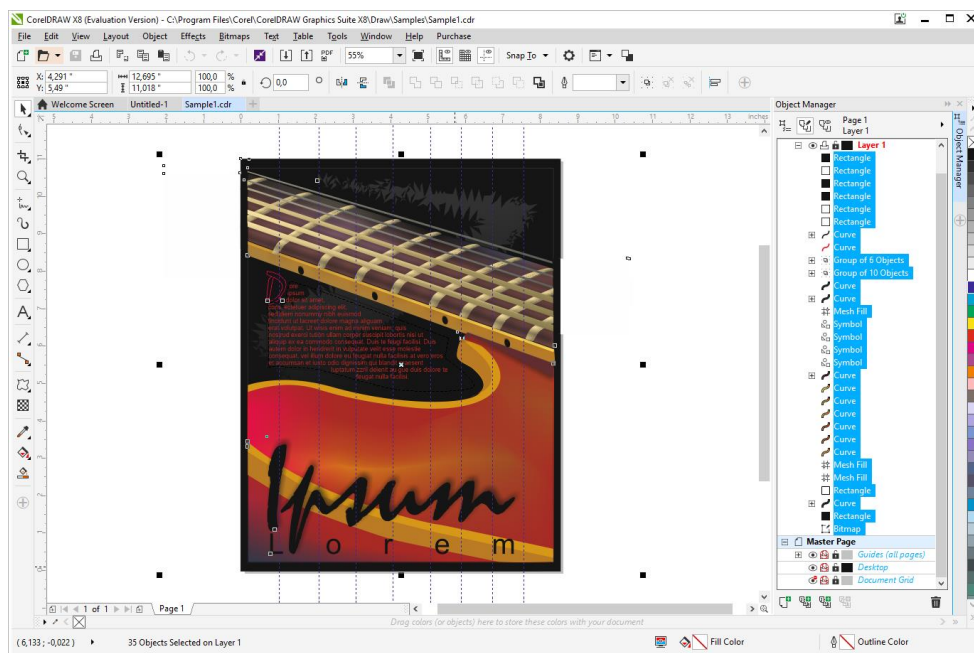 CorelDRAW X8 (Evaluation Version) - C:\Program Files\Corel\CorelDRAW Graphics Suite X8\Draw\Samples\Sample1.cdr
File Edit View Layout Object Effects Bitmaps Text Table Tools Window Help Purchase
PDF 55% Snap To
X: 4,291 " 12,695 " 100,0 % 0,0
Y: 5,49 " 11,018 " 100,0 %
Welcome Screen Untitled-1 Sample1.cdr
inches
Ipsum
Lorem
Object Manager
Page 1
Layer 1
Layer 1
Rectangle
Rectangle
Rectangle
Rectangle
Rectangle
Rectangle
Curve
Curve
Group of 6 Objects
Group of 10 Objects
Curve
Curve
Mesh Fill
Symbol
Symbol
Symbol
Symbol
Curve
Curve
Curve
Curve
Curve
Curve
Curve
Mesh Fill
Mesh Fill
Rectangle
Curve
Rectangle
Bitmap
Master Page
Guides (all pages)
Desktop
Document Grid
Object Manager
1 of 1 Page 1
Drag colors (or objects) here to store these colors with your document
( 6,133 ; -0,022 ) 35 Objects Selected on Layer 1 Fill Color Outline Color